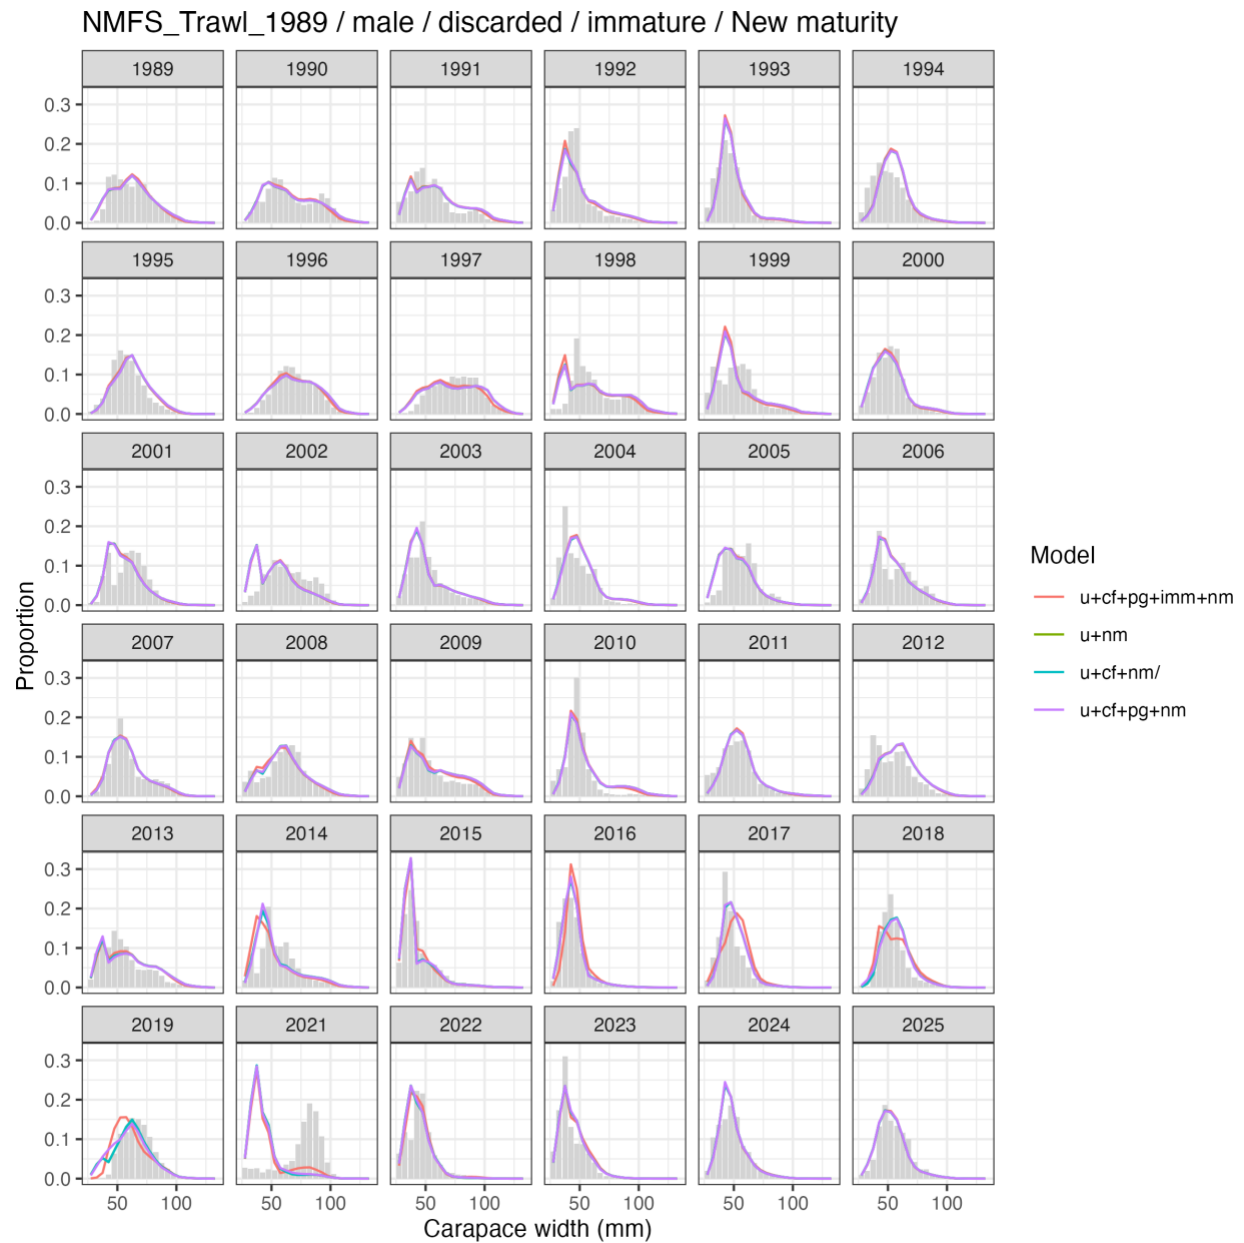 NMFS_Trawl_1989 / male / discarded / immature / New maturity
1989 1990 1991 1992 1993 1994
0.3
0.2
0.1
0.0
1995 1996 1997 1998 1999 2000
0.3
0.2
0.1
0.0
2001 2002 2003 2004 2005 2006
0.3
0.2
0.1
0.0
2007 2008 2009 2010 2011 2012
0.3
0.2
0.1
0.0
2013 2014 2015 2016 2017 2018
0.3
0.2
0.1
0.0
2019 2021 2022 2023 2024 2025
0.3
0.2
0.1
0.0
50 100 50 100 50 100 50 100 50 100 50 100
Carapace width (mm)
Proportion
Model
u+cf+pg+imm+nm
u+nm
u+cf+nm/
u+cf+pg+nm